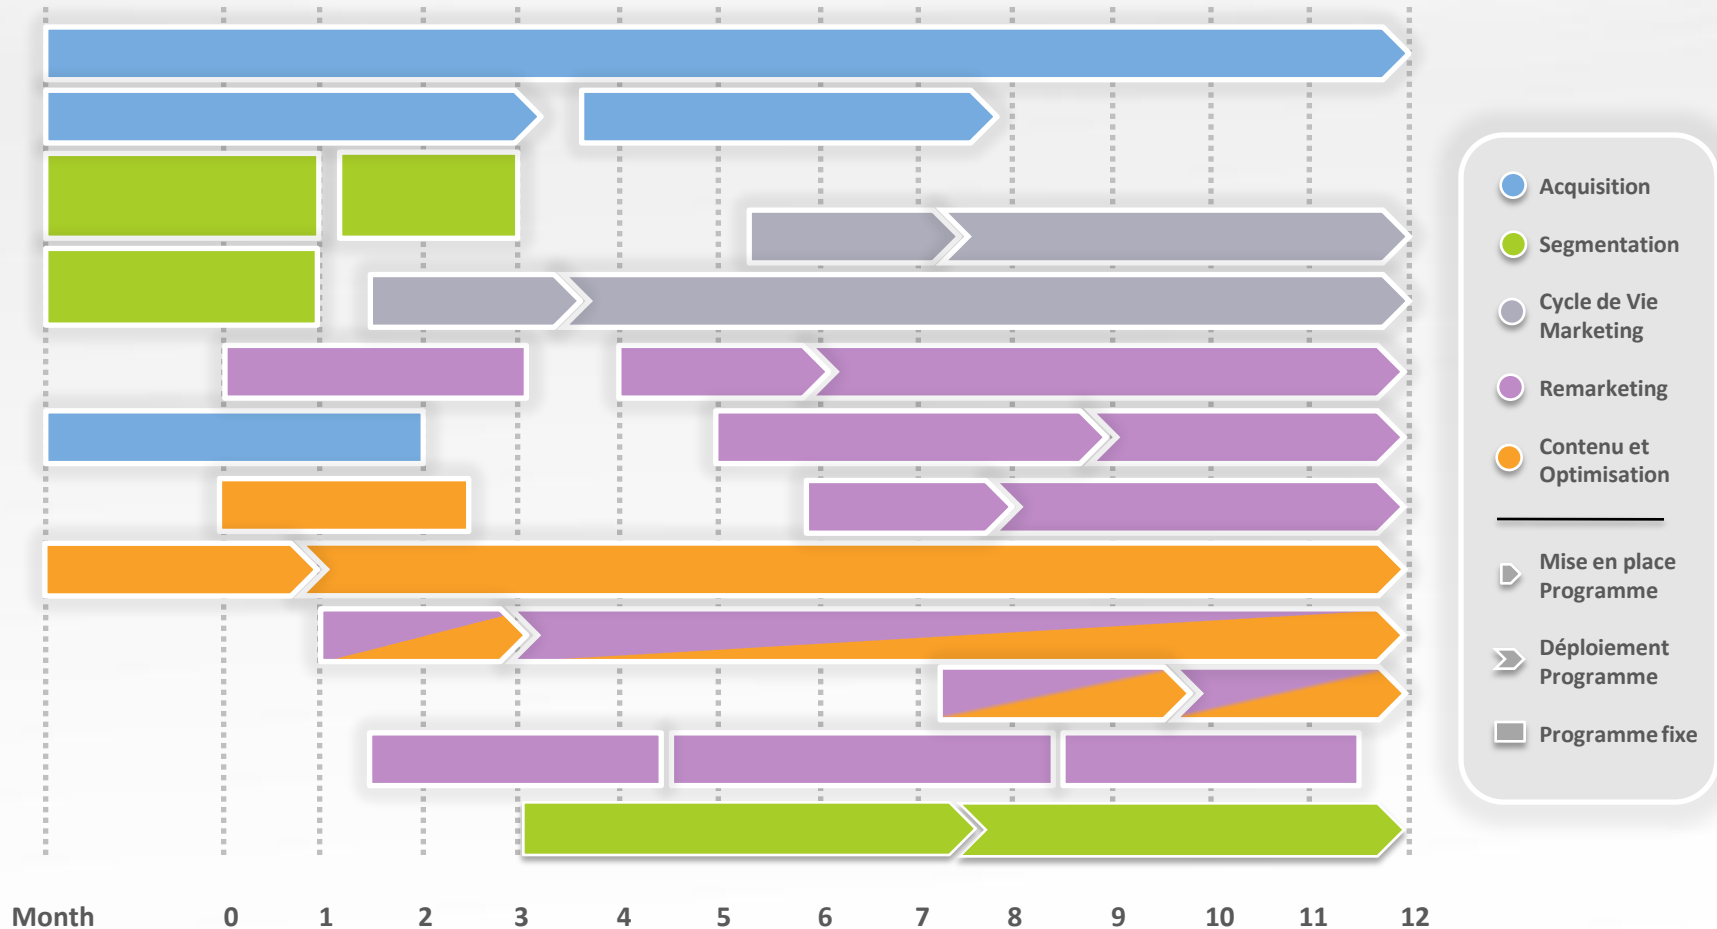 Acquisition
Segmentation
Cycle de Vie
Marketing
Remarketing
Contenu et
Optimisation
Mise en place
Programme
Déploiement
Programme
Programme fixe
Month 0 1 2 3 4 5 6 7 8 9 10 11 12